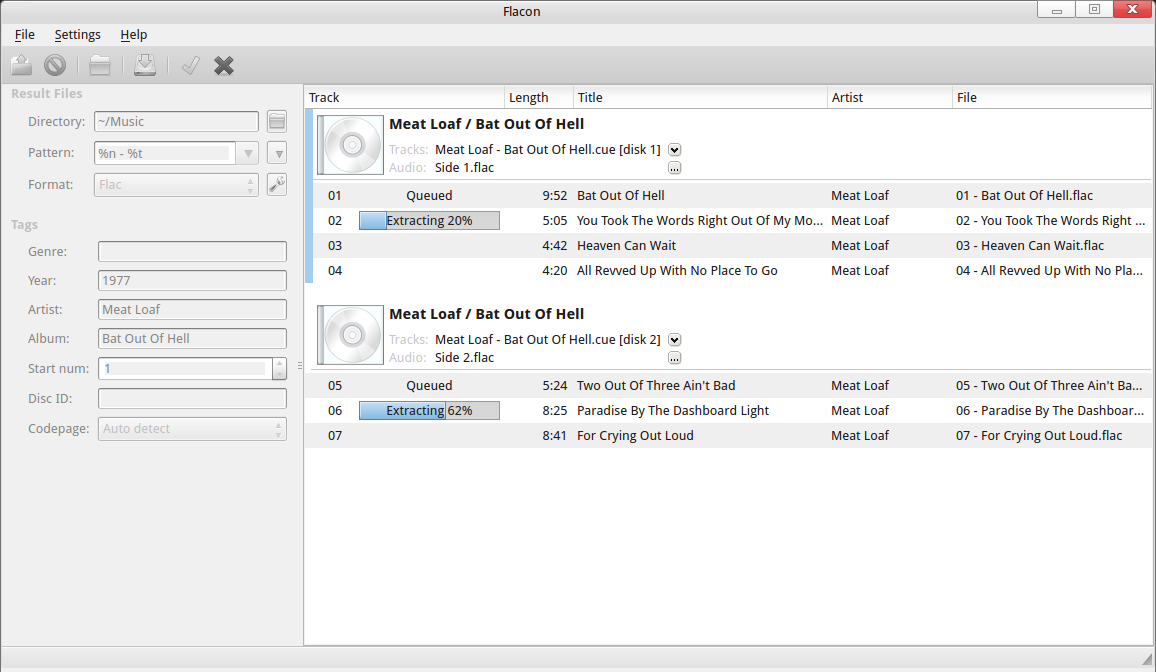 Flacon
File Settings Help
Result Files
Directory: ~/Music
Pattern: %n - %t
Format: Flac
Tags
Genre:
Year: 1977
Artist: Meat Loaf
Album: Bat Out Of Hell
Start num: 1
Disc ID:
Codepage: Auto detect
Track Length Title Artist File
Meat Loaf / Bat Out Of Hell
Tracks: Meat Loaf - Bat Out Of Hell.cue [disk 1]
Audio: Side 1.flac ...
01 Queued 9:52 Bat Out Of Hell Meat Loaf 01 - Bat Out Of Hell.flac
02 Extracting 20% 5:05 You Took The Words Right Out Of My Mo... Meat Loaf 02 - You Took The Words Right ...
03 4:42 Heaven Can Wait Meat Loaf 03 - Heaven Can Wait.flac
04 4:20 All Revved Up With No Place To Go Meat Loaf 04 - All Revved Up With No Pla...
Meat Loaf / Bat Out Of Hell
Tracks: Meat Loaf - Bat Out Of Hell.cue [disk 2]
Audio: Side 2.flac ...
05 Queued 5:24 Two Out Of Three Ain't Bad Meat Loaf 05 - Two Out Of Three Ain't Ba...
06 Extracting 62% 8:25 Paradise By The Dashboard Light Meat Loaf 06 - Paradise By The Dashboar...
07 8:41 For Crying Out Loud Meat Loaf 07 - For Crying Out Loud.flac